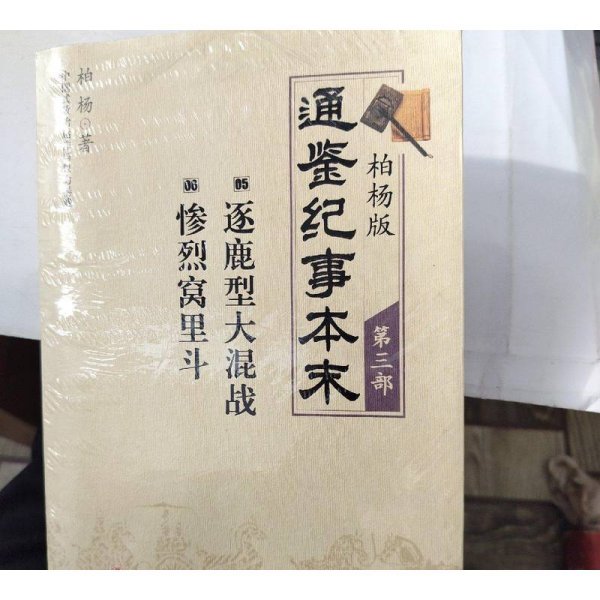 通鉴纪事本末
柏杨版
第三部
05
逐鹿型大混战
06
惨烈窝里斗
柏杨 著